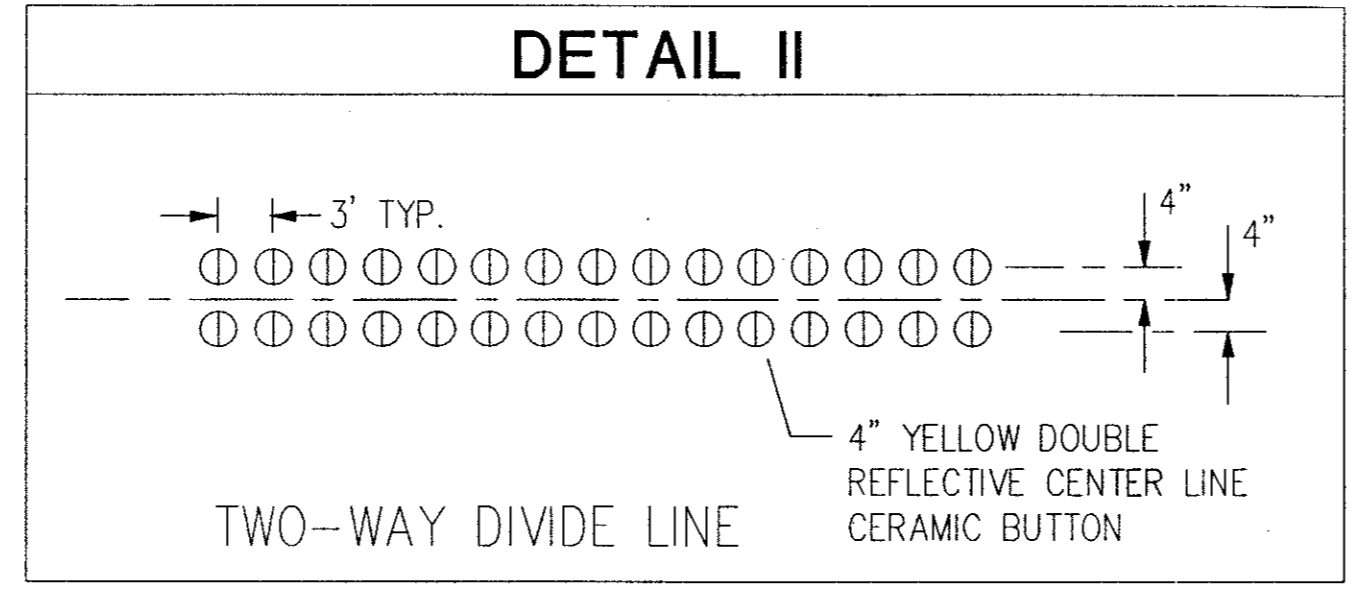 DETAIL II
3' TYP.
4"
4"
4" YELLOW DOUBLE
REFLECTIVE CENTER LINE
CERAMIC BUTTON
TWO-WAY DIVIDE LINE